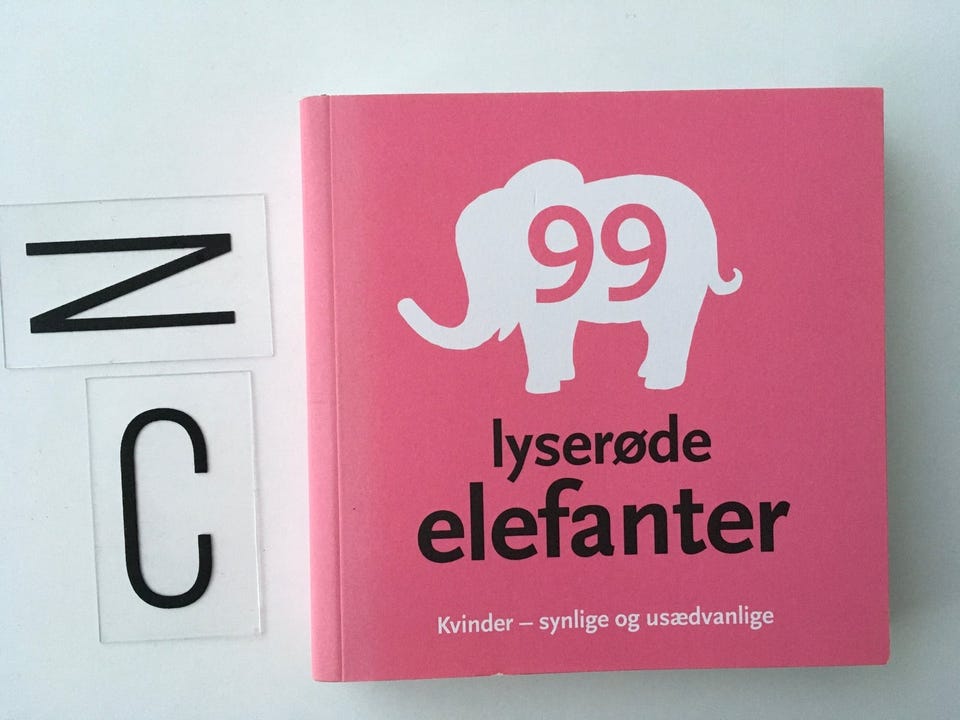 Z
C
99
lyserøde
elefanter
Kvinder – synlige og usædvanlige